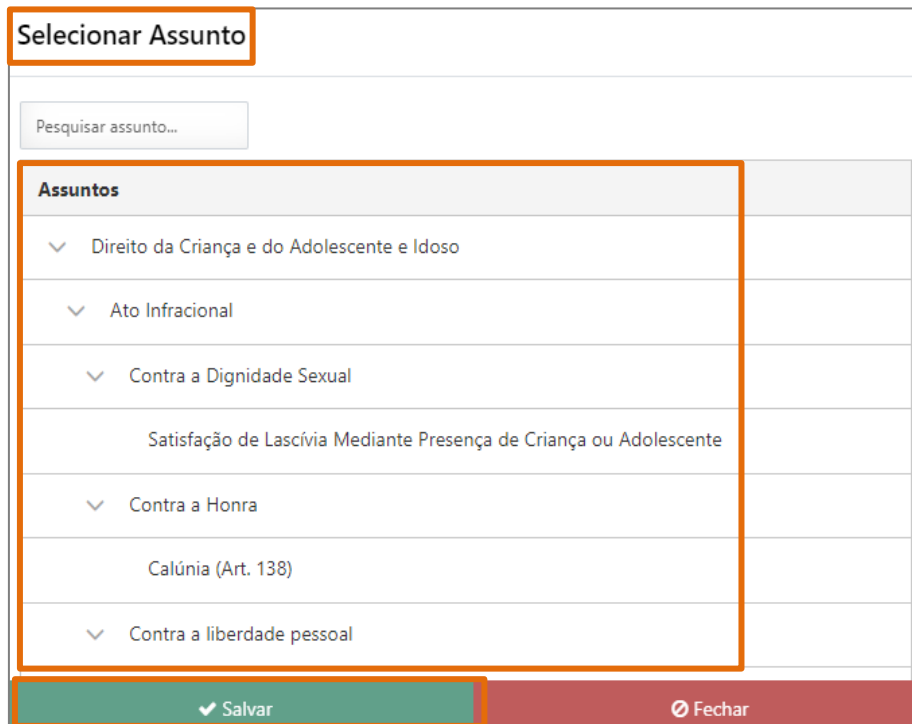 Selecionar Assunto
Pesquisar assunto...
Assuntos
Direito da Criança e do Adolescente e Idoso
Ato Infracional
Contra a Dignidade Sexual
Satisfação de Lascívia Mediante Presença de Criança ou Adolescente
Contra a Honra
Calúnia (Art. 138)
Contra a liberdade pessoal
Salvar
Fechar